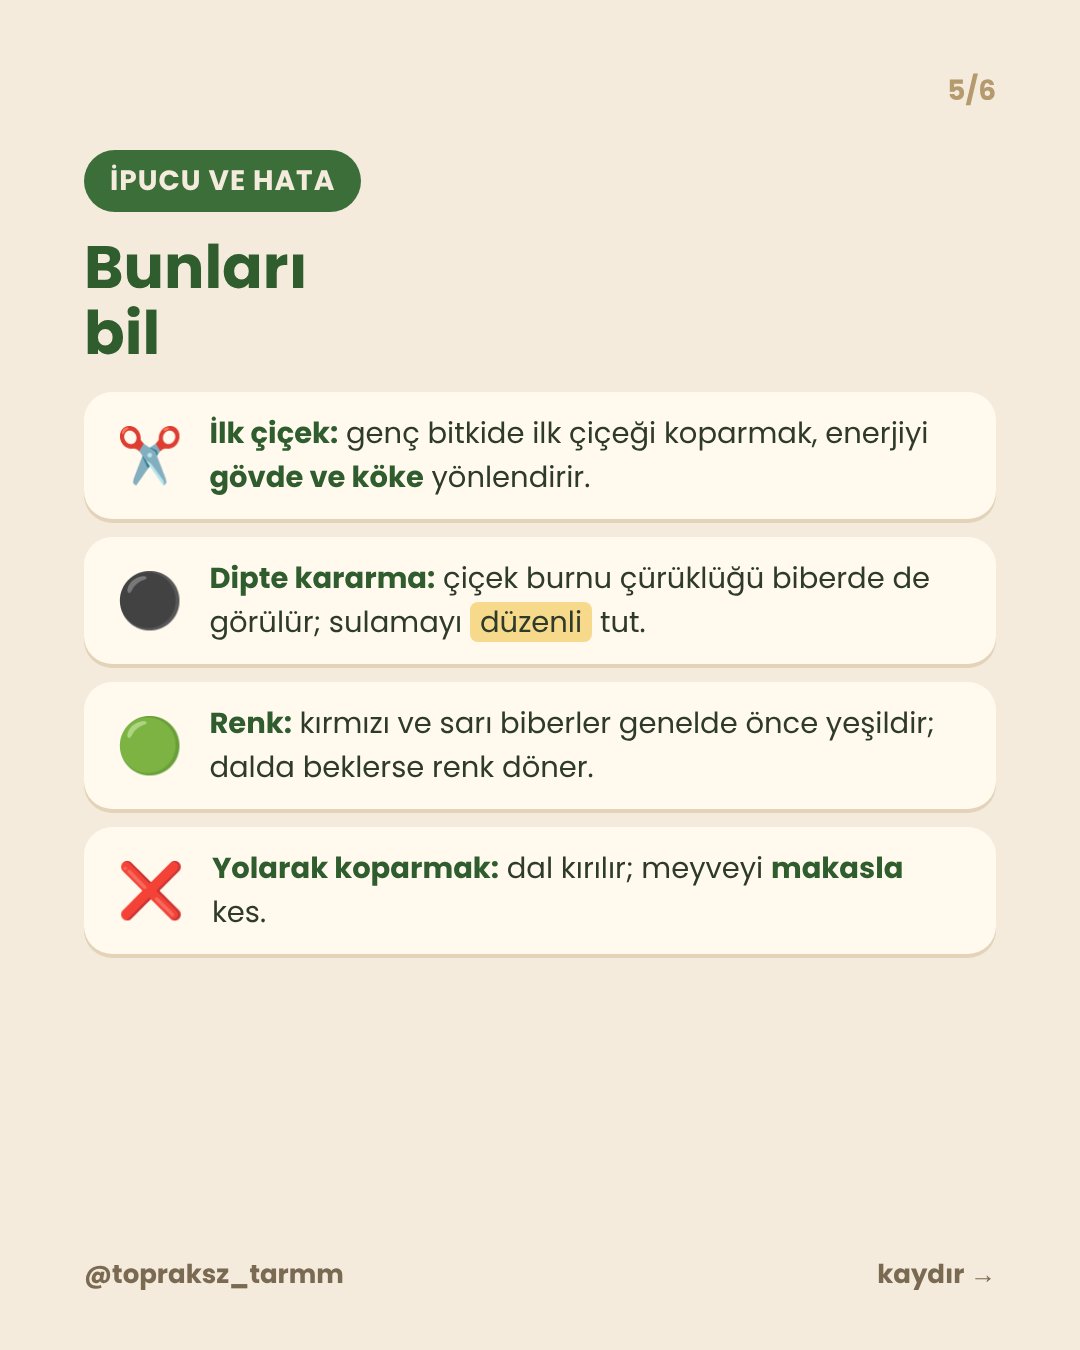 5/6
İPUCU VE HATA
Bunları
bil
İlk çiçek: genç bitkide ilk çiçeği koparmak, enerjiyi
gövde ve köke yönlendirir.
Dipte kararma: çiçek burnu çürüklüğü biberde de
görülür; sulamayı düzenli tut.
Renk: kırmızı ve sarı biberler genelde önce yeşildir;
dalda beklerse renk döner.
Yolarak koparmak: dal kırılır; meyveyi makasla
kes.
@topraksz_tarmm
kaydır →